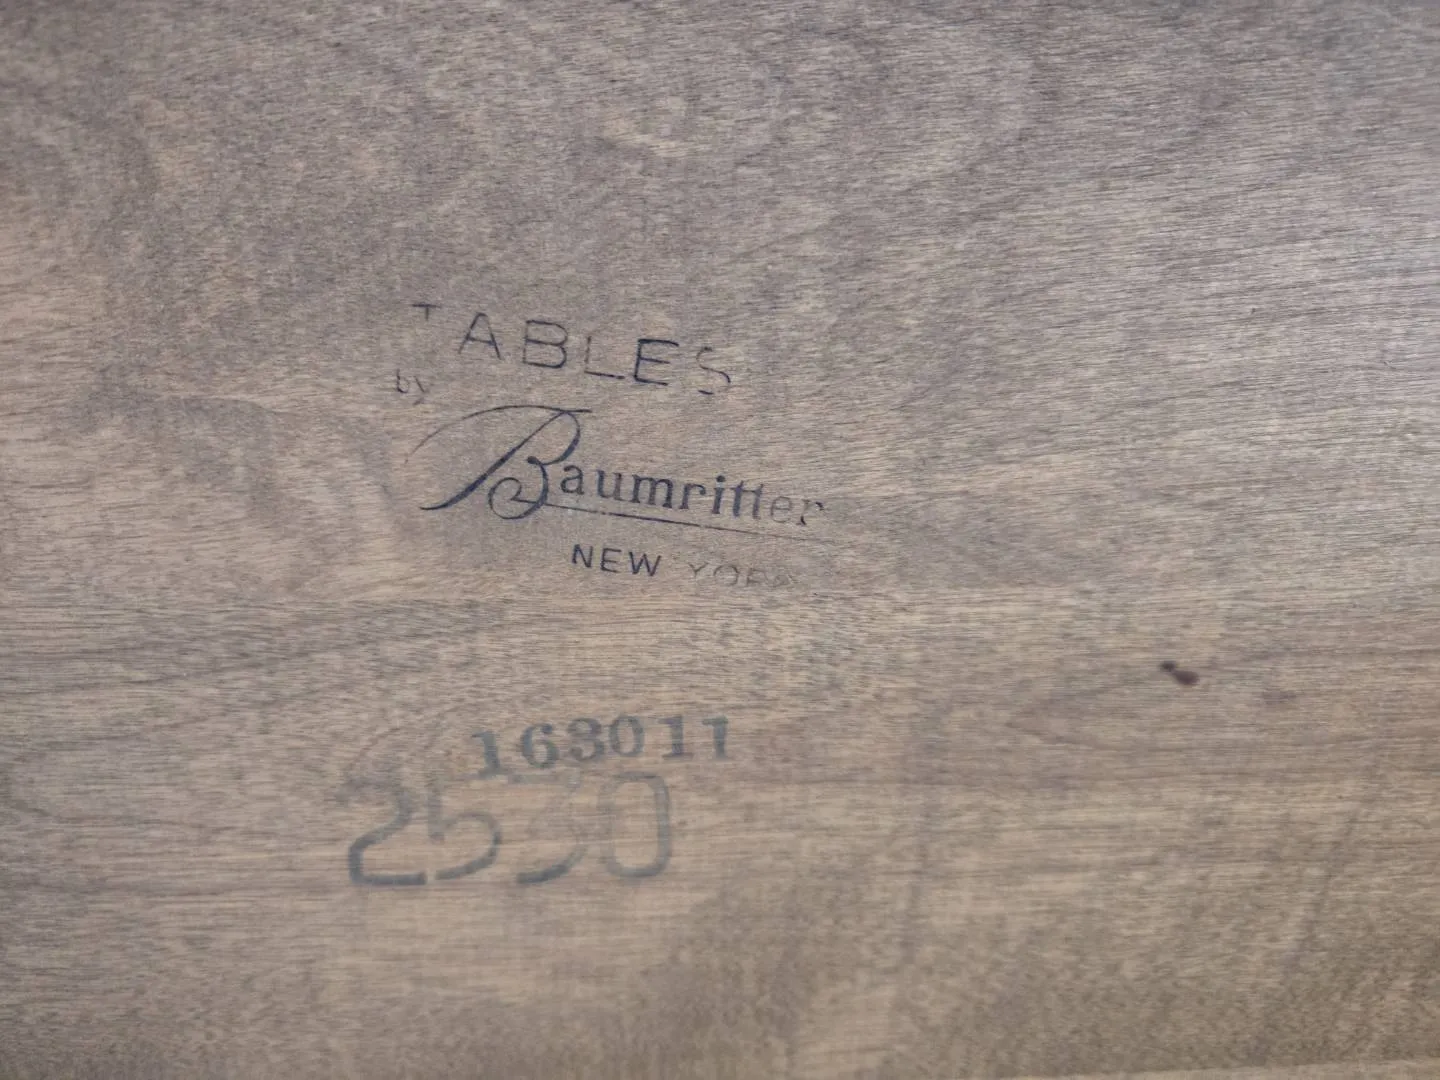 TABLES
by
Baumritter
NEW YORK
163011
2530